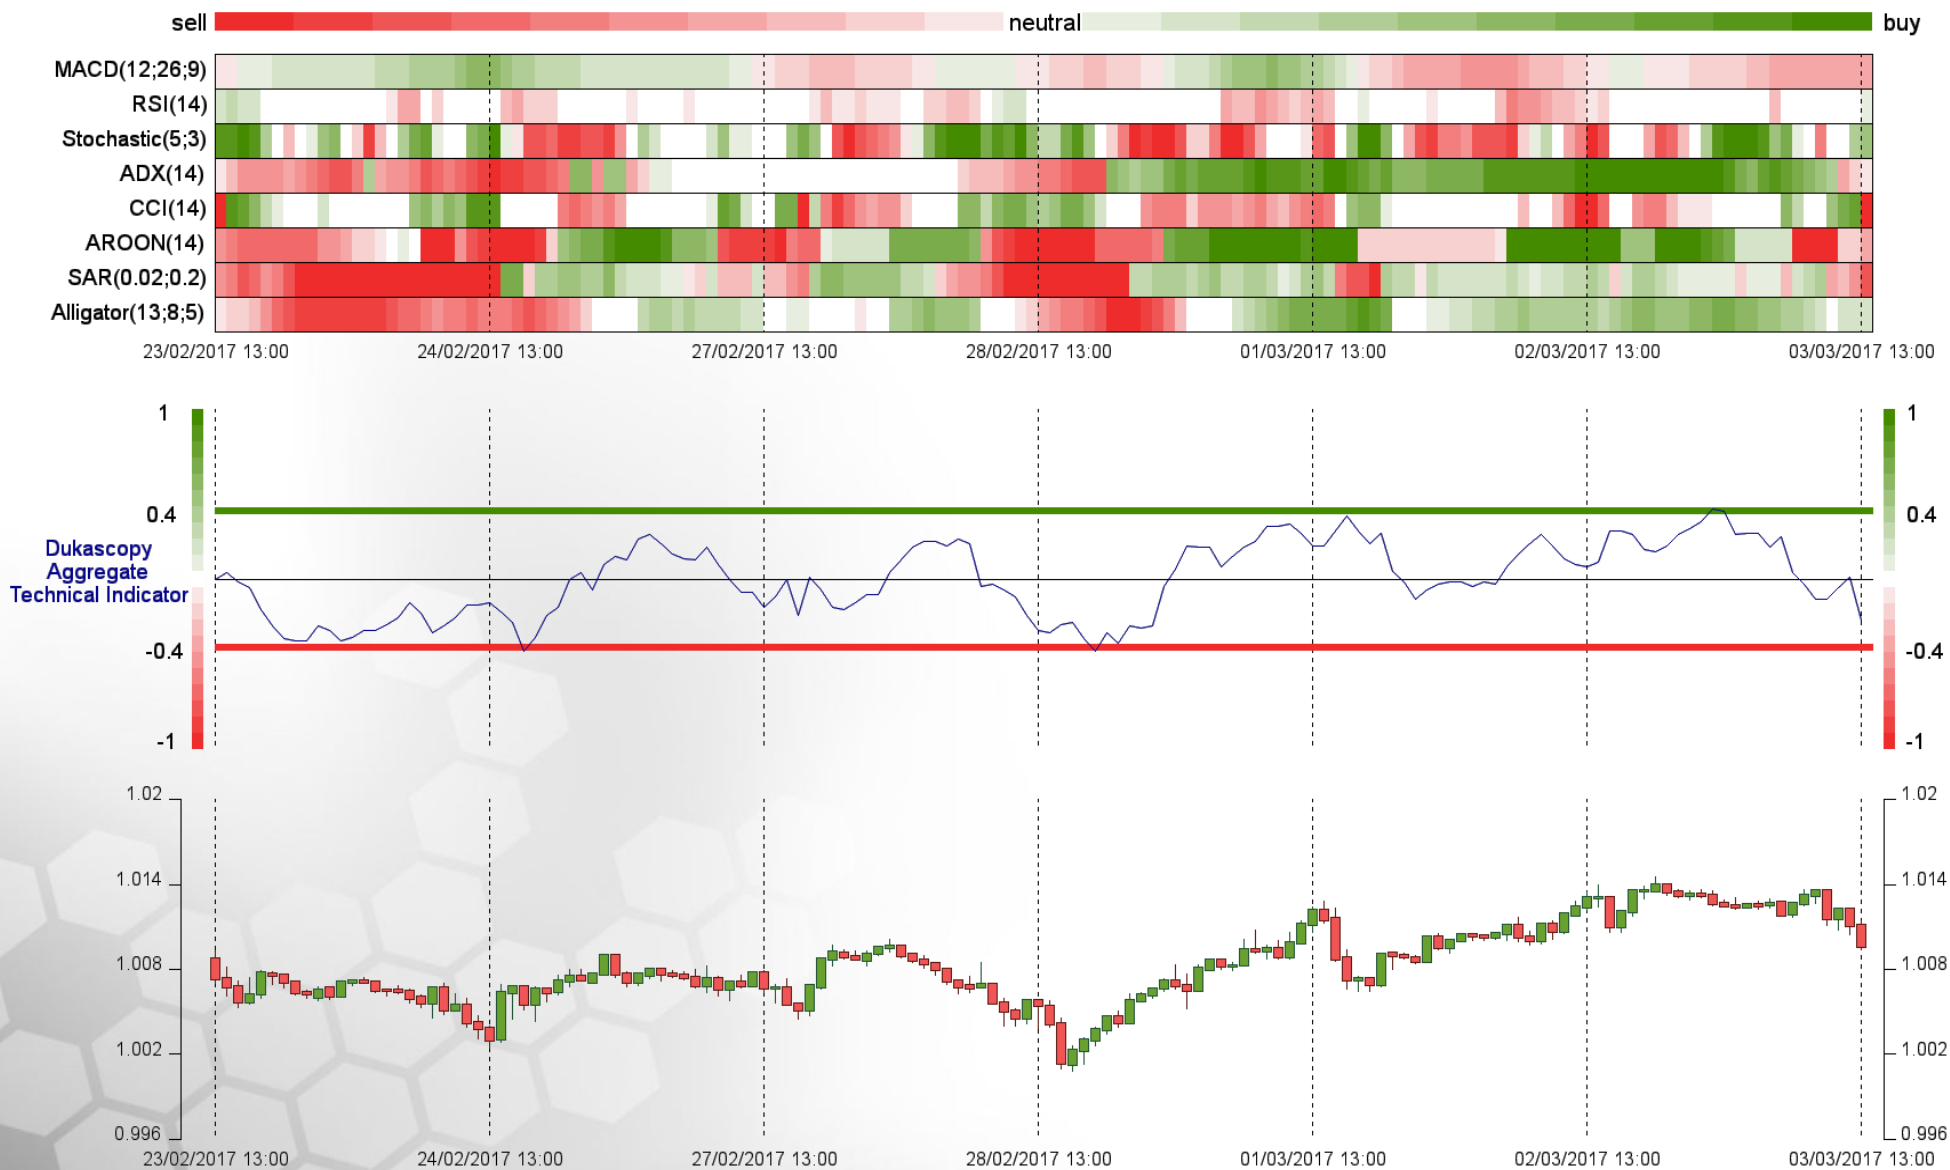 sell neutral buy
MACD(12;26;9)
RSI(14)
Stochastic(5;3)
ADX(14)
CCI(14)
AROON(14)
SAR(0.02;0.2)
Alligator(13;8;5)
23/02/2017 13:00 24/02/2017 13:00 27/02/2017 13:00 28/02/2017 13:00 01/03/2017 13:00 02/03/2017 13:00 03/03/2017 13:00
1 1
0.4 0.4
Dukascopy
Aggregate
Technical Indicator
-0.4 -0.4
-1 -1
1.02 1.02
1.014 1.014
1.008 1.008
1.002 1.002
0.996 0.996
23/02/2017 13:00 24/02/2017 13:00 27/02/2017 13:00 28/02/2017 13:00 01/03/2017 13:00 02/03/2017 13:00 03/03/2017 13:00